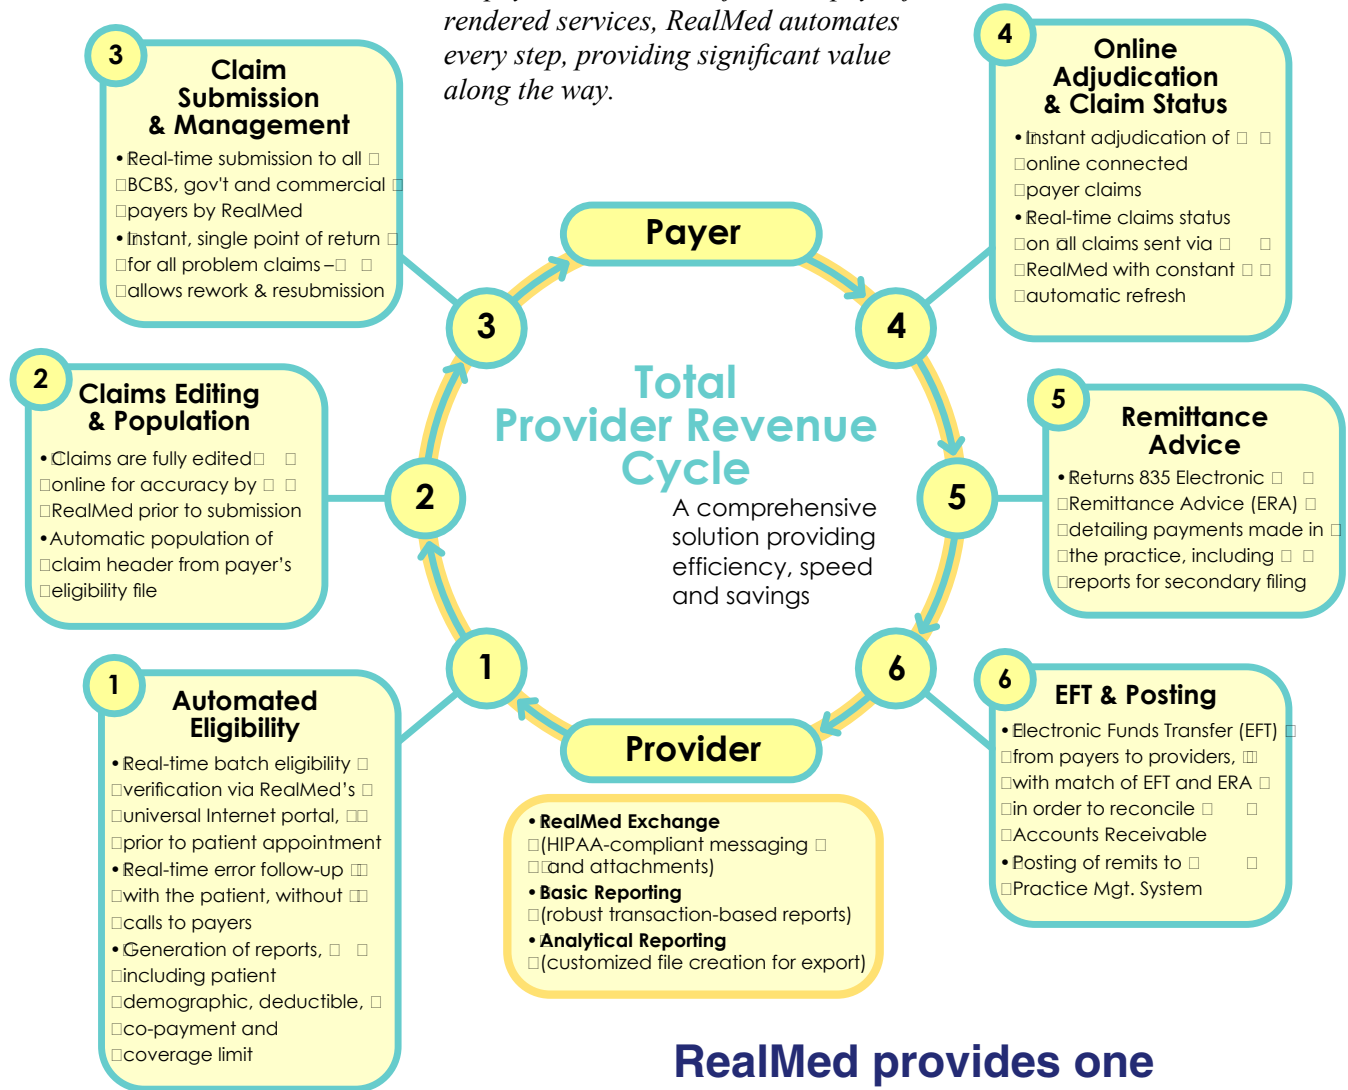 rendered services, RealMed automates
every step, providing significant value
along the way.
3
Claim
Submission
& Management
• Real-time submission to all
BCBS, gov't and commercial
payers by RealMed
• Instant, single point of return
for all problem claims –
allows rework & resubmission
4
Online
Adjudication
& Claim Status
• Instant adjudication of
online connected
payer claims
• Real-time claims status
on all claims sent via
RealMed with constant
automatic refresh
Payer
3
4
2
Claims Editing
& Population
• Claims are fully edited
online for accuracy by
RealMed prior to submission
• Automatic population of
claim header from payer’s
eligibility file
Total
Provider Revenue
Cycle
A comprehensive
solution providing
efficiency, speed
and savings
2
5
5
Remittance
Advice
• Returns 835 Electronic
Remittance Advice (ERA)
detailing payments made in
the practice, including
reports for secondary filing
1
6
1
Automated
Eligibility
• Real-time batch eligibility
verification via RealMed’s
universal Internet portal,
prior to patient appointment
• Real-time error follow-up
with the patient, without
calls to payers
• Generation of reports,
including patient
demographic, deductible,
co-payment and
coverage limit
Provider
• RealMed Exchange
(HIPAA-compliant messaging
and attachments)
• Basic Reporting
(robust transaction-based reports)
• Analytical Reporting
(customized file creation for export)
6
EFT & Posting
• Electronic Funds Transfer (EFT)
from payers to providers,
with match of EFT and ERA
in order to reconcile
Accounts Receivable
• Posting of remits to
Practice Mgt. System
RealMed provides one